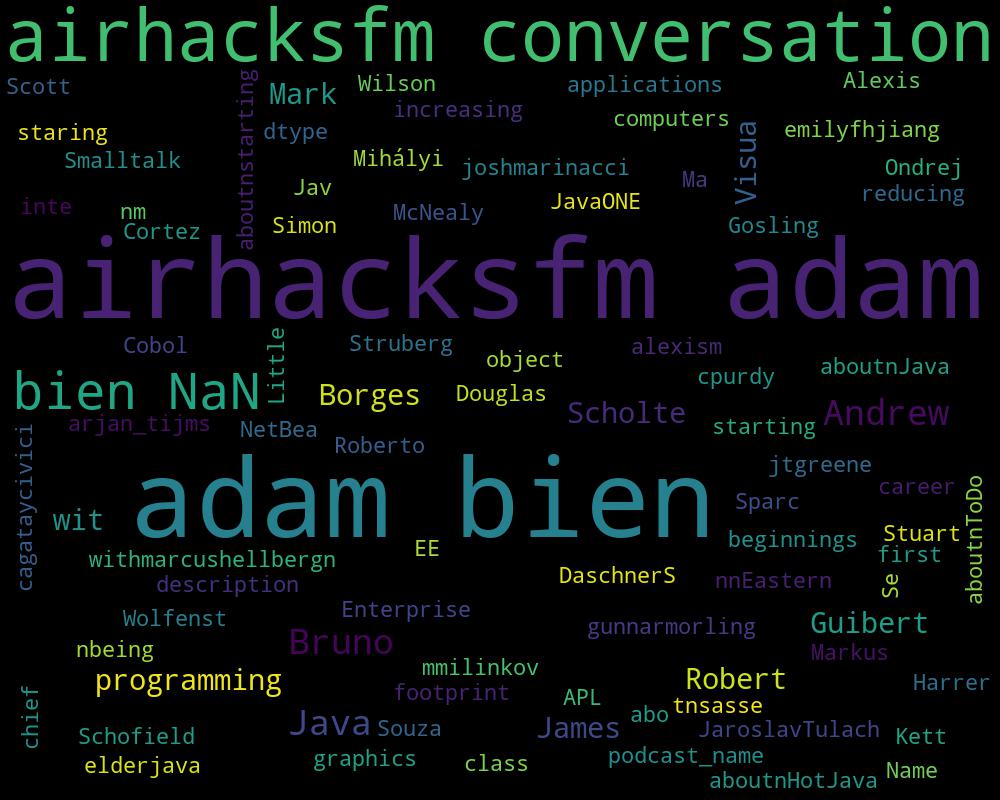 airhacksfm conversation
Scott
aboutnstarting
Mark
Wilson
applications
Alexis
increasing
computers
staring
dtype
Visua
emilyfhjiang
Smalltalk
Mihályi
joshmarinacci
Ondrej
Jav
Ma
reducing
inte
nm
JavaONE
Cortez
Simon
McNealy
Gosling
airhacksfm adam
Cobol
Little
Struberg
object
alexism
cpurdy
aboutnJava
bien NaN
Borges
Douglas
Scholte
Andrew
arjan_tijms
NetBea
starting
cagataycivici
Roberto
jtgreene
adam bien
Sparc
career
aboutnToDo
wit
EE
beginnings
Stuart
first
withmarcushellbergn
description
DaschnerS
nnEastern
Se
Wolfenst
Enterprise
gunnarmorling
Guibert
nbeing
Bruno
Markus
programming
mmilinkov
Robert
Harrer
chief
footprint
APL
tnsasse
Java
Souza
James
abo
JaroslavTulach
Schofield
Kett
elderjava
graphics
class
podcast_name
Name
aboutnHotJava